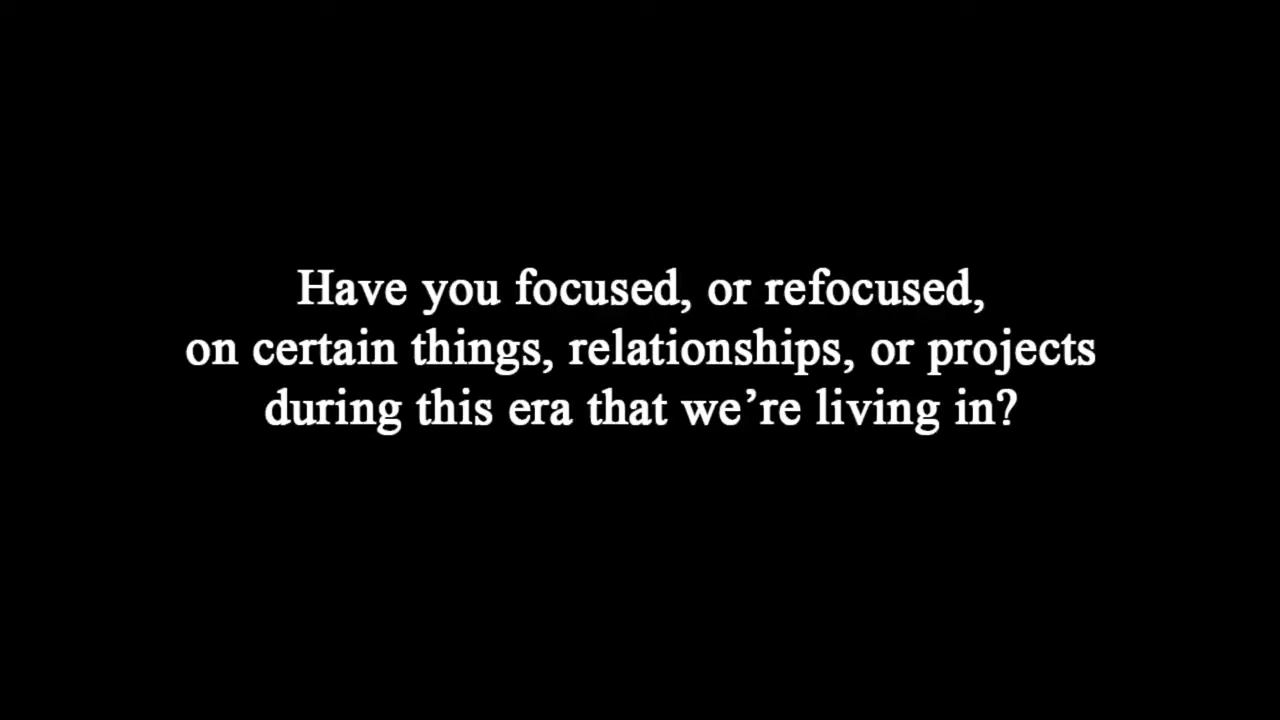 Have you focused, or refocused,
on certain things, relationships, or projects
during this era that we’re living in?